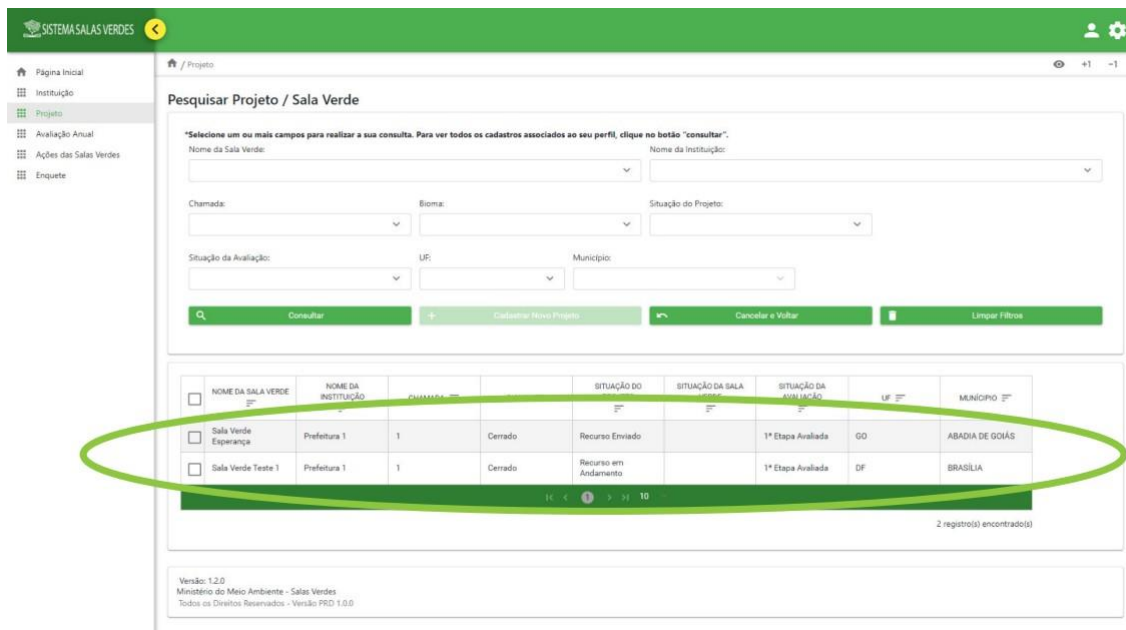 SISTEMA SALAS VERDES
/ Projeto
+1 -1
Página Inicial
Instituição
Projeto
Avaliação Anual
Ações das Salas Verdes
Enquete
Pesquisar Projeto / Sala Verde
*Selecione um ou mais campos para realizar a sua consulta. Para ver todos os cadastros associados ao seu perfil, clique no botão "consultar".
Nome da Sala Verde: Nome da Instituição:
Chamada: Bioma: Situação do Projeto:
Situação da Avaliação: UF: Município:
Consultar + Cadastrar Novo Projeto Cancelar e Voltar Limpar Filtros
NOME DA SALA VERDE NOME DA INSTITUIÇÃO CHAMADA SITUAÇÃO DO SITUAÇÃO DA SALA SITUAÇÃO DA AVALIAÇÃO UF MUNICÍPIO
Sala Verde Esperança Prefeitura 1 1 Cerrado Recurso Enviado 1ª Etapa Avaliada GO ABADIA DE GOIÁS
Sala Verde Teste 1 Prefeitura 1 1 Cerrado Recurso em Andamento 1ª Etapa Avaliada DF BRASÍLIA
1 10
2 registro(s) encontrado(s)
Versão: 1.2.0
Ministério do Meio Ambiente - Salas Verdes
Todos os Direitos Reservados - Versão PRD 1.0.0